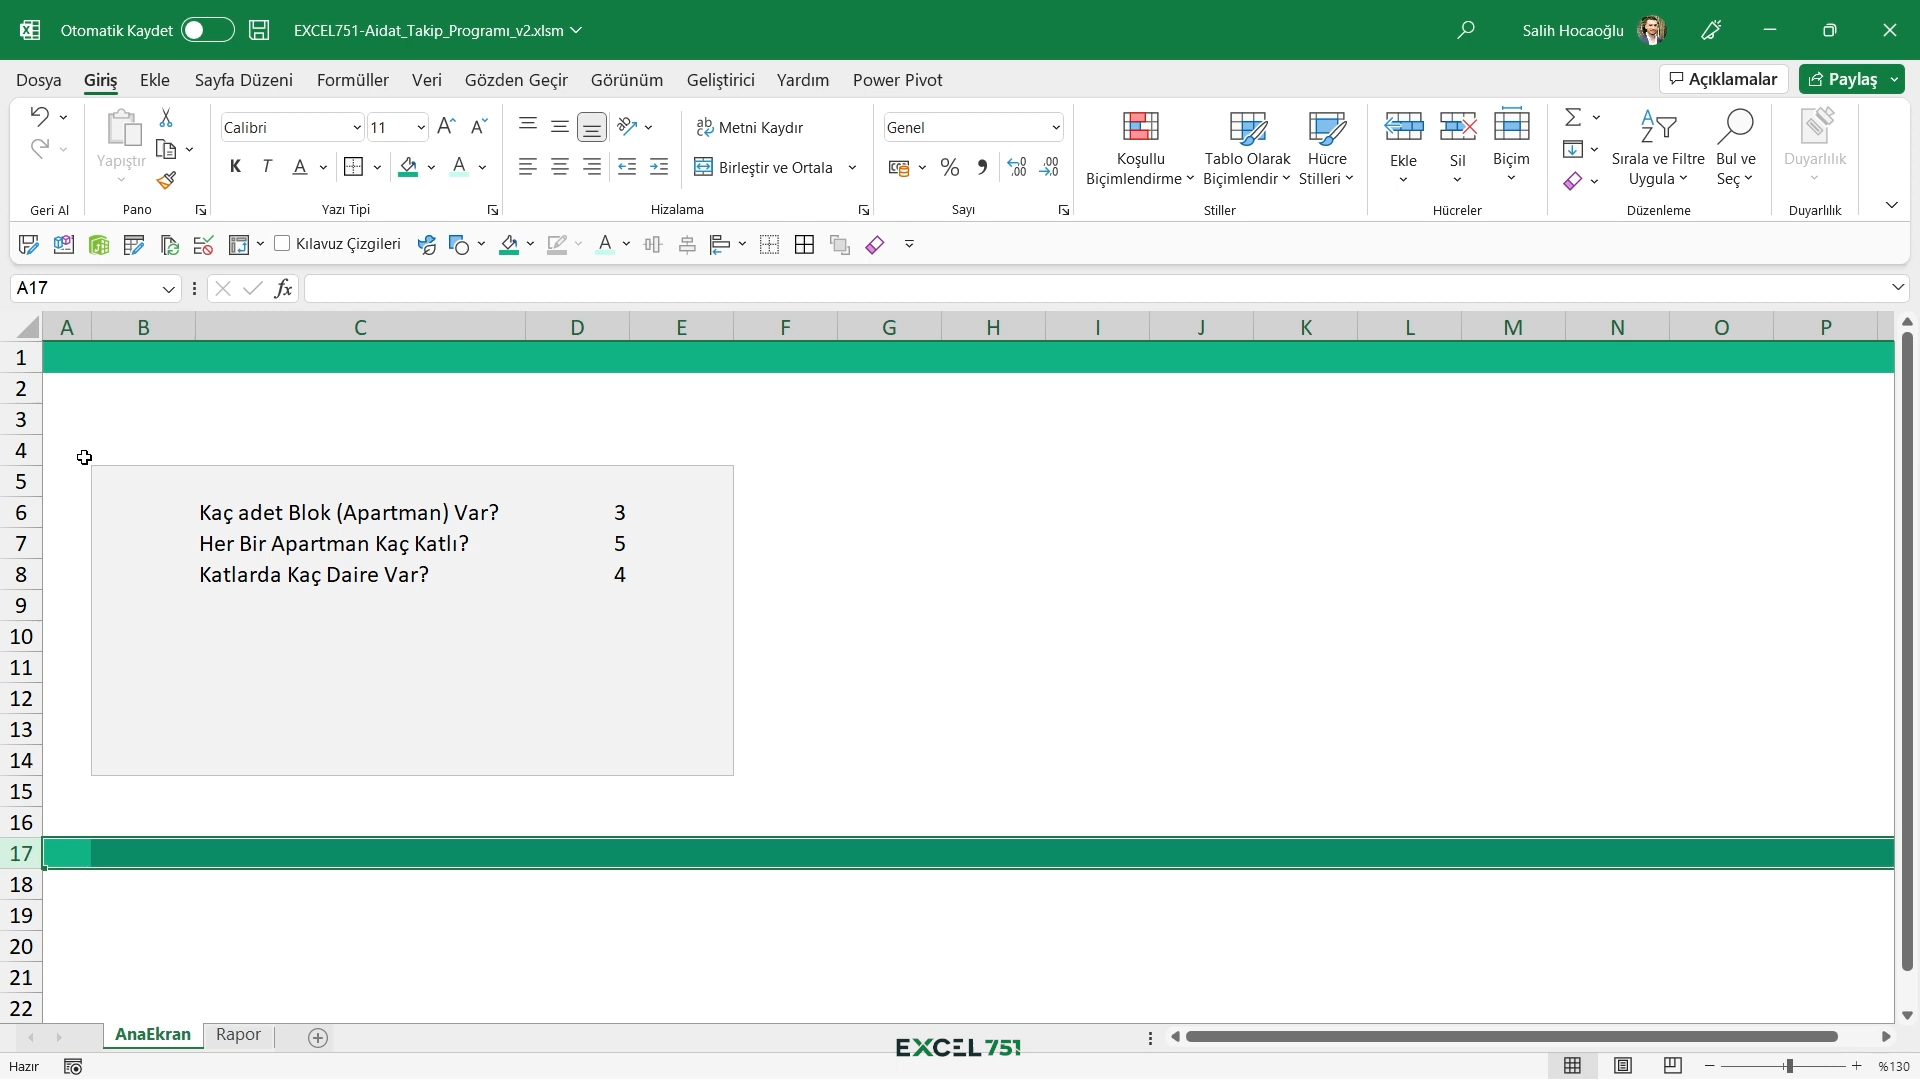 Otomatik Kaydet EXCEL751-Aidat_Takip_Programı_v2.xlsm Salih Hocaoğlu
Dosya Giriş Ekle Sayfa Düzeni Formüller Veri Gözden Geçir Görünüm Geliştirici Yardım Power Pivot Açıklamalar Paylaş
Calibri 11 Metni Kaydır Genel
Yapıştır K T A A Birleştir ve Ortala % Koşullu Biçimlendirme Tablo Olarak Biçimlendir Hücre Stilleri Ekle Sil Biçim Sırala ve Filtre Uygula Bul ve Seç Duyarlılık
Geri Al Pano Yazı Tipi Hizalama Sayı Stiller Hücreler Düzenleme Duyarlılık
Kılavuz Çizgileri
A17 fx
A B C D E F G H I J K L M N O P
1
2
3
4
5
6 Kaç adet Blok (Apartman) Var? 3
7 Her Bir Apartman Kaç Katlı? 5
8 Katlarda Kaç Daire Var? 4
9
10
11
12
13
14
15
16
17
18
19
20
21
22
AnaEkran Rapor
EXCEL751
Hazır %130